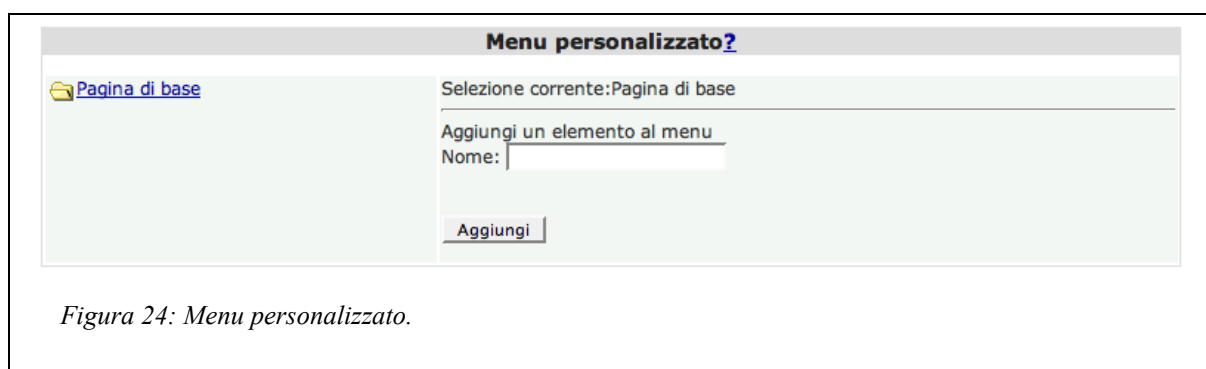 Menu personalizzato?
Pagina di base
Selezione corrente:Pagina di base
Aggiungi un elemento al menu
Nome:
Aggiungi
Figura 24: Menu personalizzato.